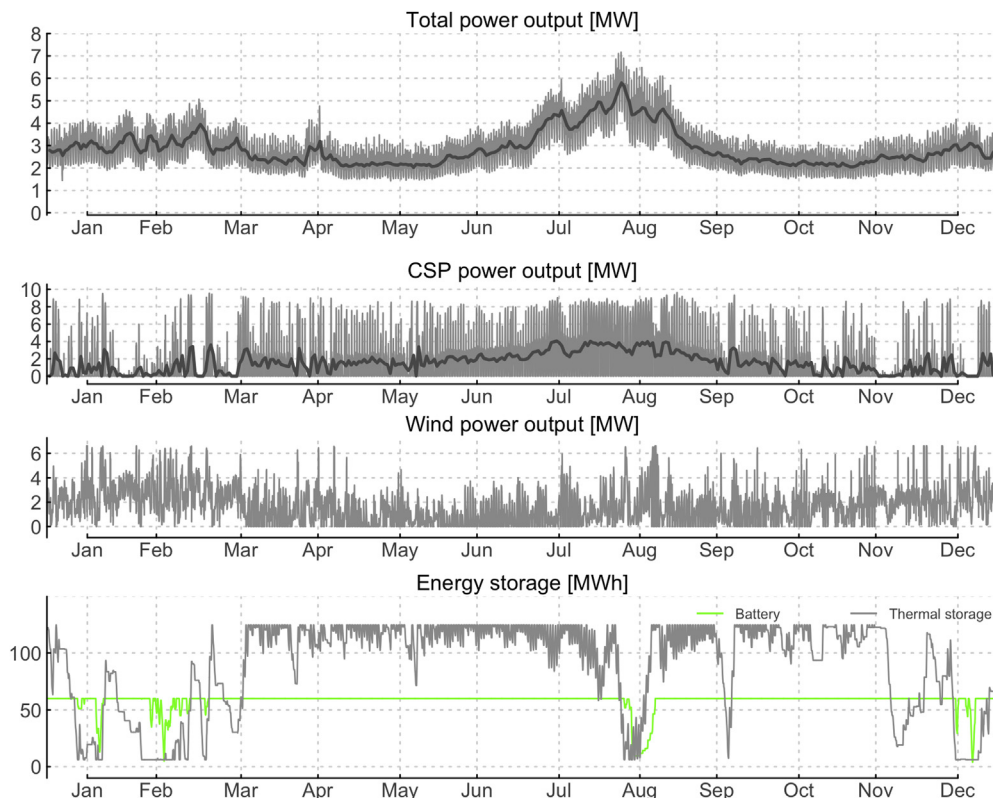 Total power output [MW]
8
7
6
5
4
3
2
1
0
Jan Feb Mar Apr May Jun Jul Aug Sep Oct Nov Dec
CSP power output [MW]
10
8
6
4
2
0
Jan Feb Mar Apr May Jun Jul Aug Sep Oct Nov Dec
Wind power output [MW]
6
4
2
0
Jan Feb Mar Apr May Jun Jul Aug Sep Oct Nov Dec
Energy storage [MWh]
Battery Thermal storage
100
50
0
Jan Feb Mar Apr May Jun Jul Aug Sep Oct Nov Dec